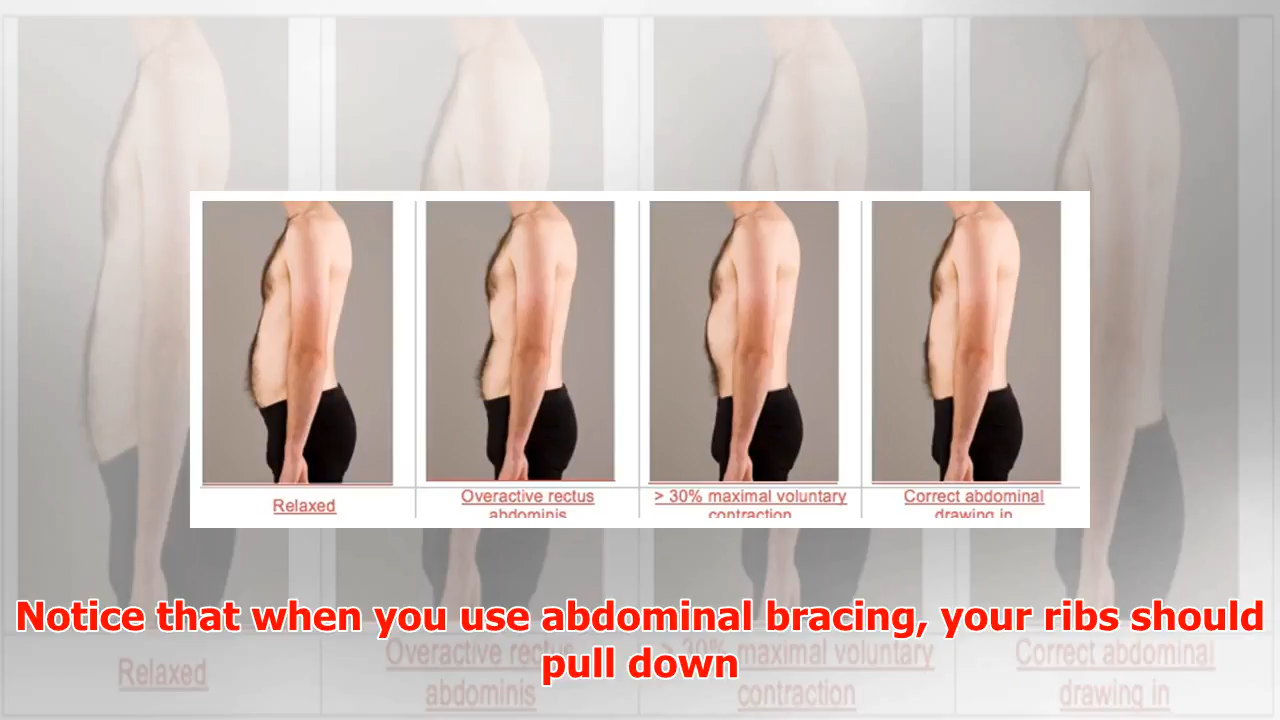 Relaxed
Overactive rectus
abdominis
> 30% maximal voluntary
contraction
Correct abdominal
drawing in
Notice that when you use abdominal bracing, your ribs should
pull down
Relaxed
Overactive rectus
abdominis
> 30% maximal voluntary
contraction
Correct abdominal
drawing in